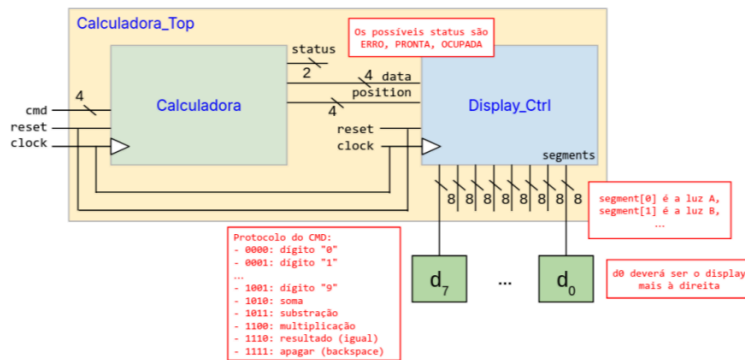 Calculadora_Top
Os possíveis status são
ERRO, PRONTA, OCUPADA
status
2
4 data
position
4
Calculadora
Display_Ctrl
4
cmd
reset
clock
reset
clock
segments
8 8 8 8 8 8 8 8
segment[0] é a luz A,
segment[1] é a luz B,
...
Protocolo do CMD:
- 0000: dígito "0"
- 0001: dígito "1"
...
- 1001: dígito "9"
- 1010: soma
- 1011: substração
- 1100: multiplicação
- 1110: resultado (igual)
- 1111: apagar (backspace)
d7 ... d0
d0 deverá ser o display
mais à direita